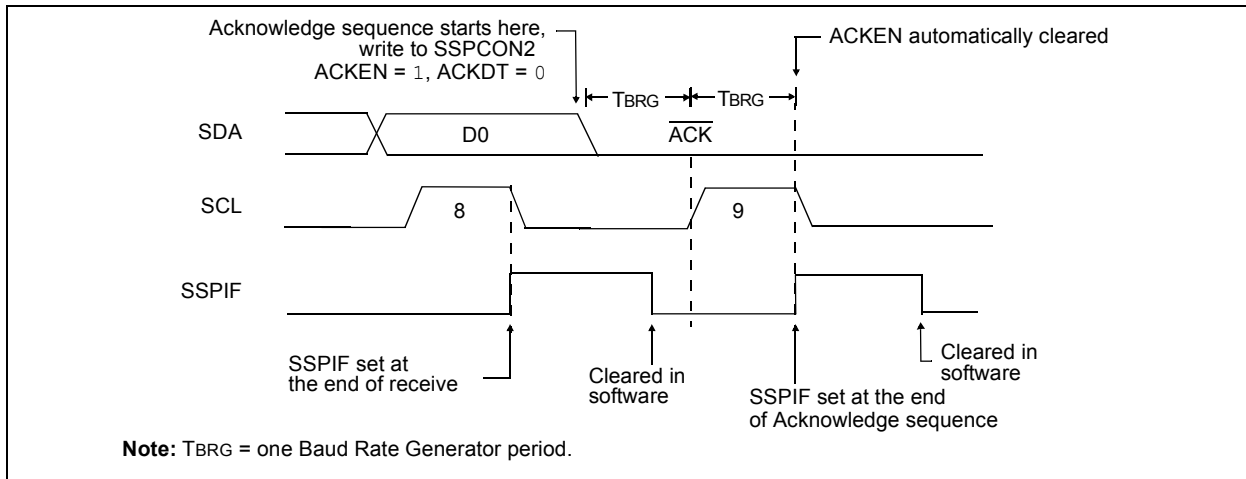 Acknowledge sequence starts here,
write to SSPCON2
ACKEN = 1, ACKDT = 0
ACKEN automatically cleared
TBRG
TBRG
SDA
D0
ACK
SCL
8
9
SSPIF
SSPIF set at
the end of receive
Cleared in
software
SSPIF set at the end
of Acknowledge sequence
Cleared in
software
Note: TBRG = one Baud Rate Generator period.